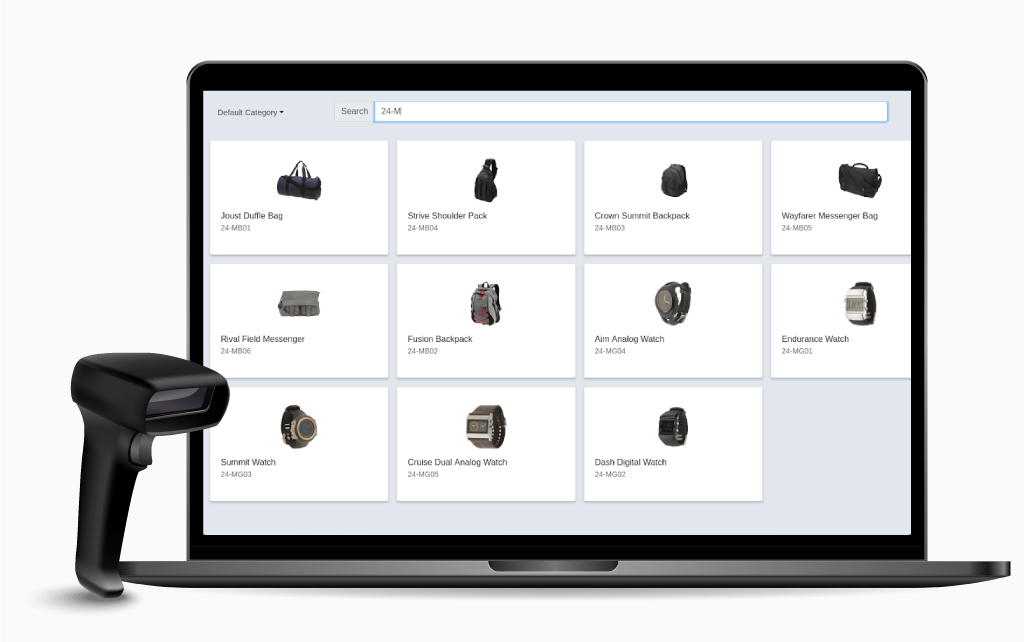 Default Category
Search
24-M
Joust Duffle Bag
24-MB01
Strive Shoulder Pack
24-MB04
Crown Summit Backpack
24-MB03
Wayfarer Messenger Bag
24-MB05
Rival Field Messenger
24-MB06
Fusion Backpack
24-MB02
Aim Analog Watch
24-MG04
Endurance Watch
24-MG01
Summit Watch
24-MG03
Cruise Dual Analog Watch
24-MG05
Dash Digital Watch
24-MG02